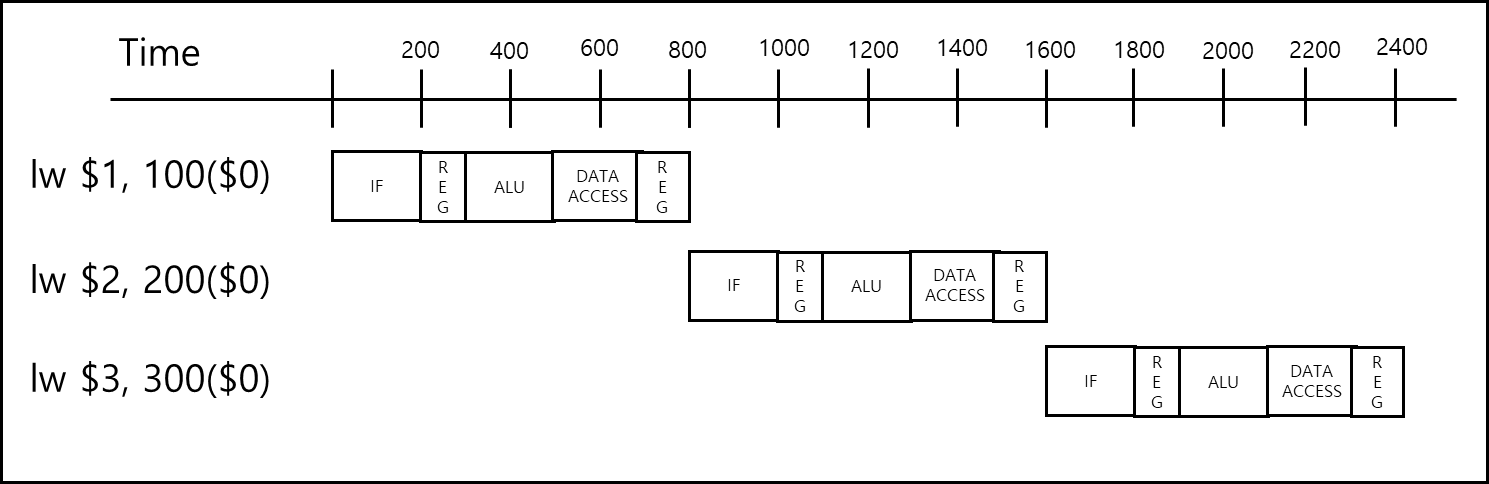 Time 200 400 600 800 1000 1200 1400 1600 1800 2000 2200 2400
lw $1, 100($0)
IF
REG
ALU
DATA
ACCESS
REG
lw $2, 200($0)
IF
REG
ALU
DATA
ACCESS
REG
lw $3, 300($0)
IF
REG
ALU
DATA
ACCESS
REG